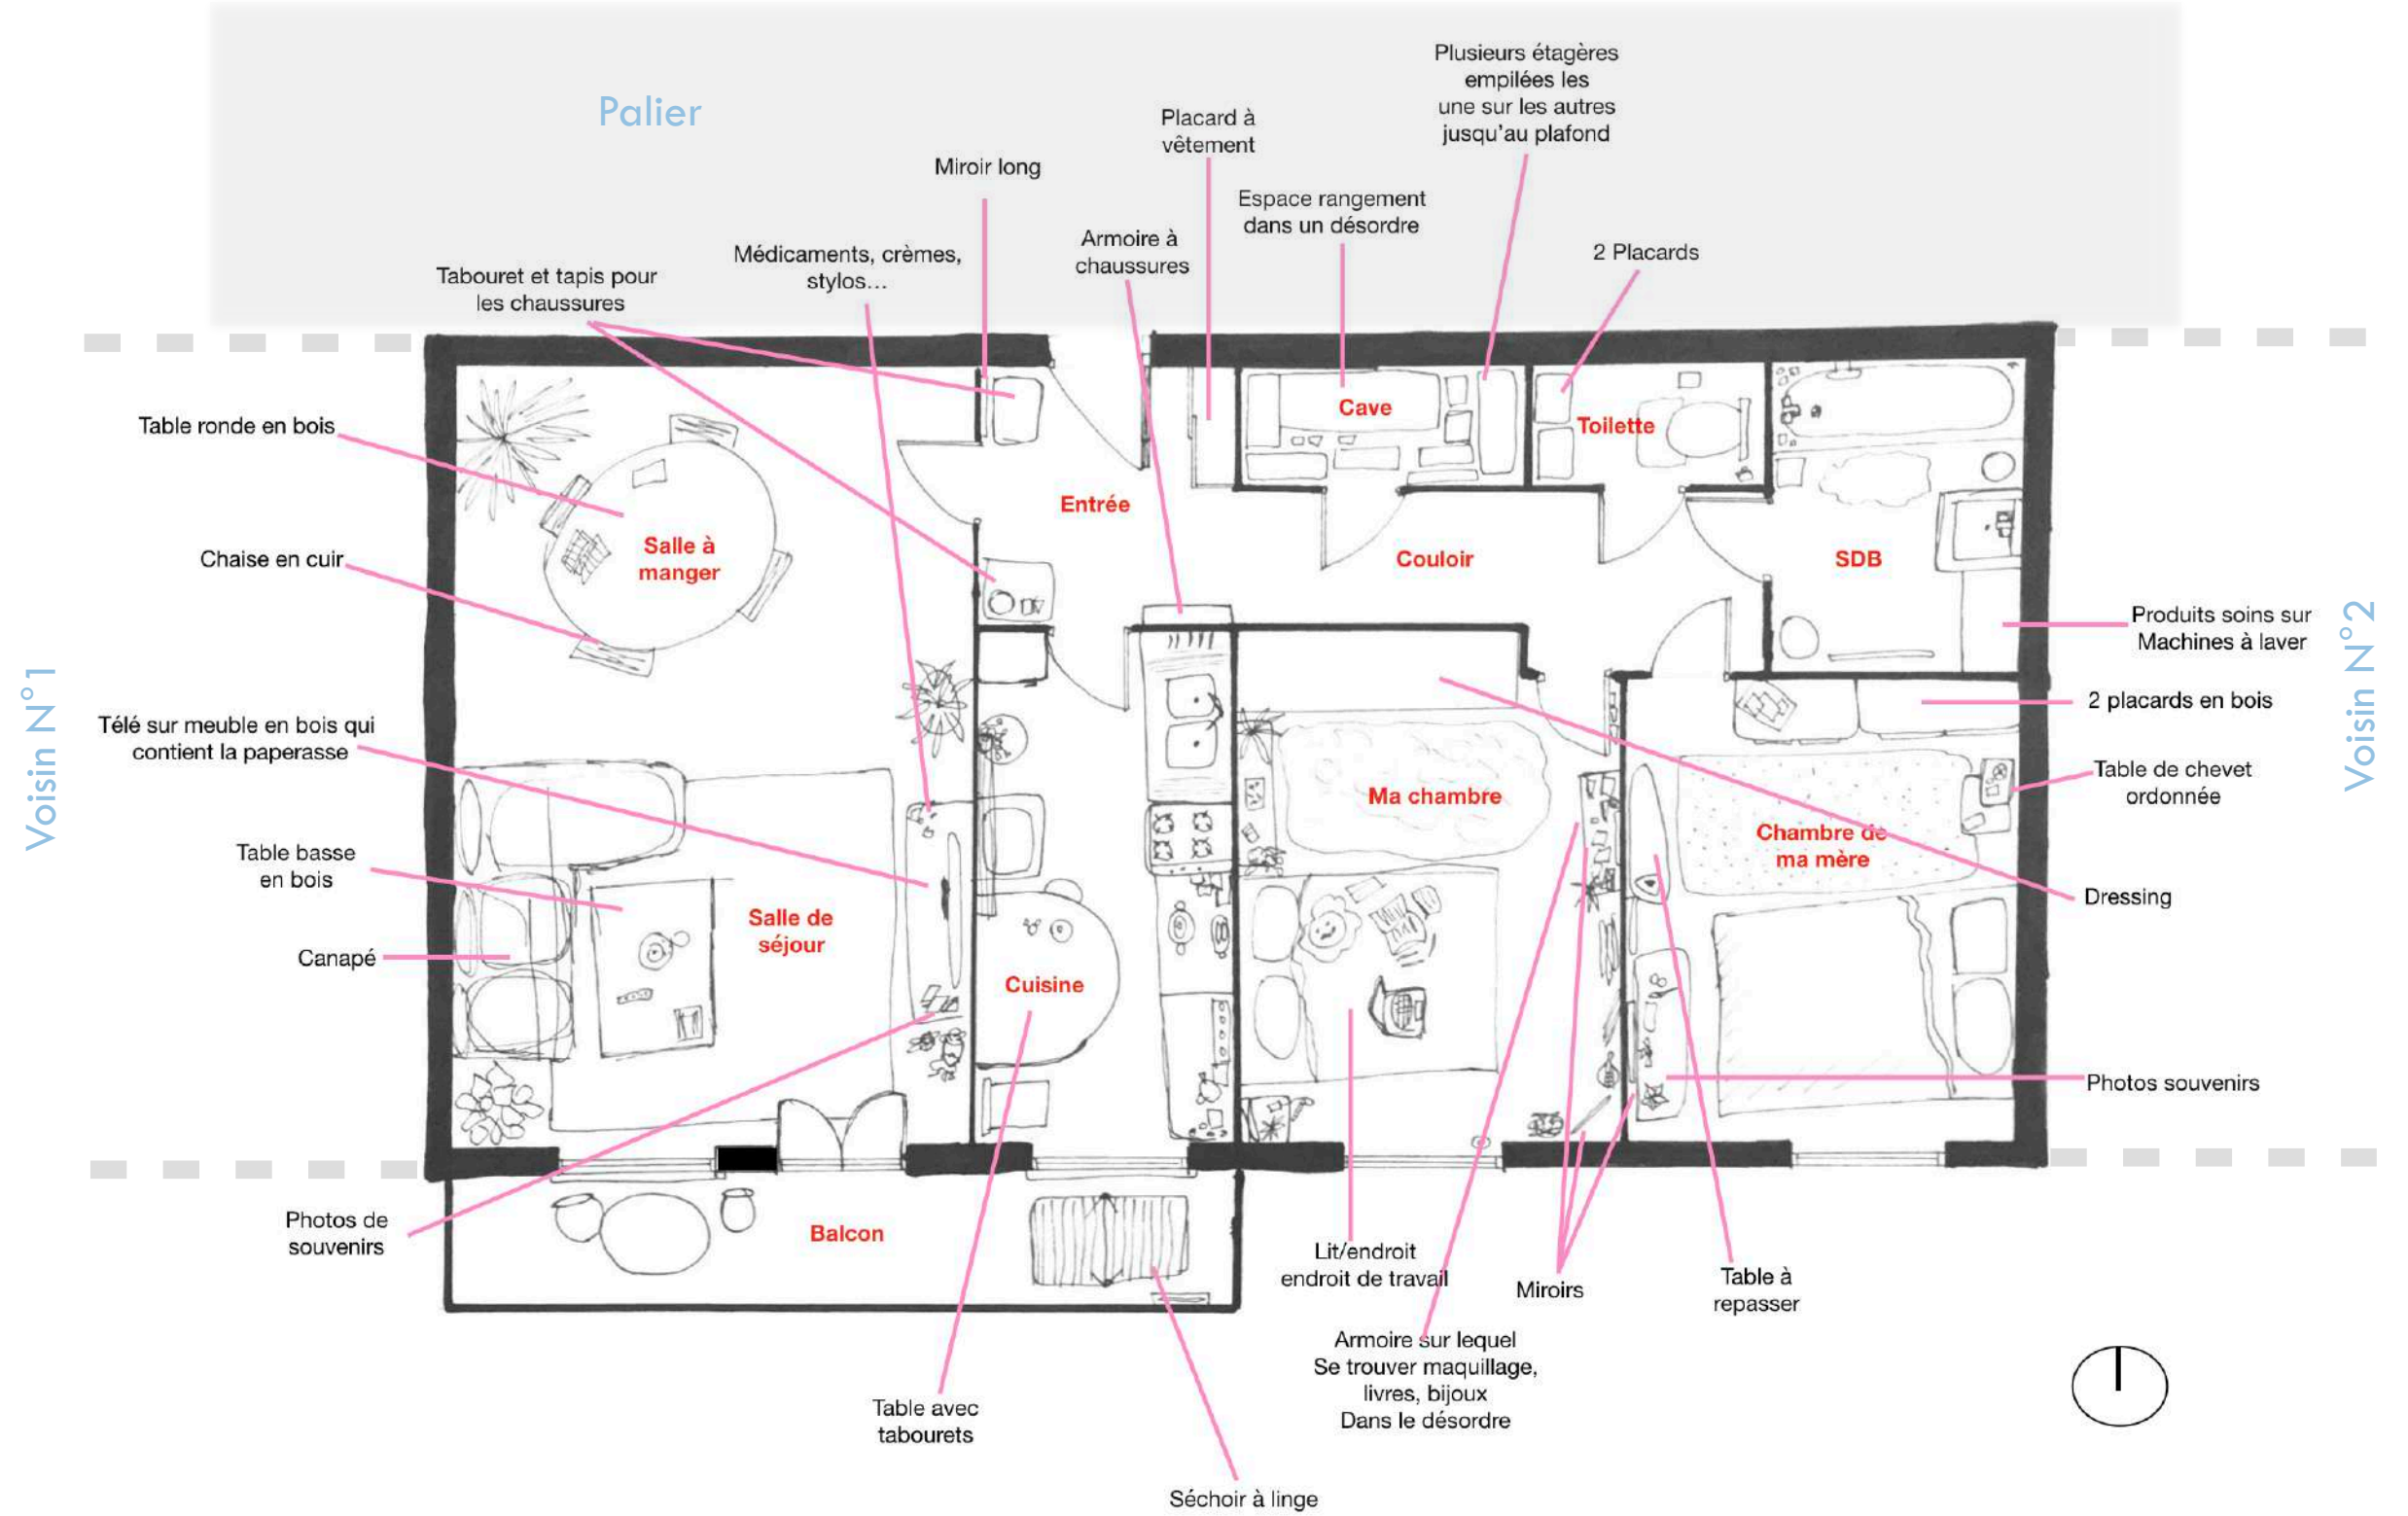 Plusieurs étagères
empilées les
une sur les autres
jusqu'au plafond
Palier
Placard à
vêtement
Miroir long
Espace rangement
dans un désordre
Armoire à
chaussures
2 Placards
Médicaments, crèmes,
stylos...
Tabouret et tapis pour
les chaussures
Table ronde en bois
Cave
Toilette
Entrée
Salle à
manger
Chaise en cuir
Couloir
SDB
Produits soins sur
Machines à laver
Voisin N°1
Voisin N°2
2 placards en bois
Télé sur meuble en bois qui
contient la paperasse
Table de chevet
ordonnée
Ma chambre
Chambre de
ma mère
Table basse
en bois
Dressing
Salle de
séjour
Canapé
Cuisine
Photos souvenirs
Photos de
souvenirs
Balcon
Lit/endroit
endroit de travail
Miroirs
Table à
repasser
Armoire sur lequel
Se trouver maquillage,
livres, bijoux
Dans le désordre
Table avec
tabourets
Séchoir à linge